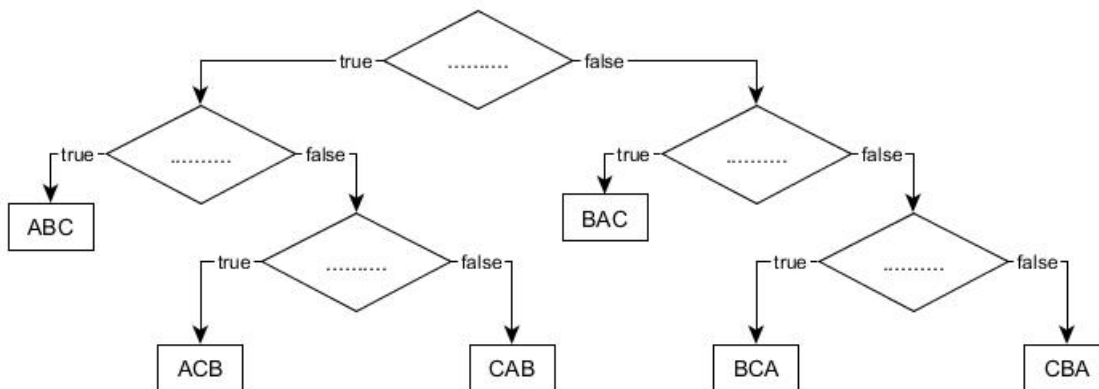 true
..........
false
true
..........
false
true
..........
false
ABC
BAC
true
..........
false
true
..........
false
ACB
CAB
BCA
CBA